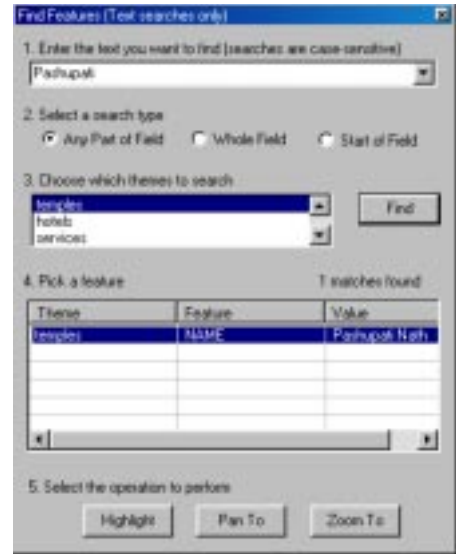 Find Features (Text searches only)
1. Enter the text you want to find (searches are case-sensitive)
Pashupati
2. Select a search type
Any Part of Field Whole Field Start of Field
3. Choose which themes to search
temples
hotels
services
Find
4. Pick a feature 1 matches found
Theme Feature Value
temples NAME Pashupati Nath
5. Select the operation to perform
Highlight Pan To Zoom To